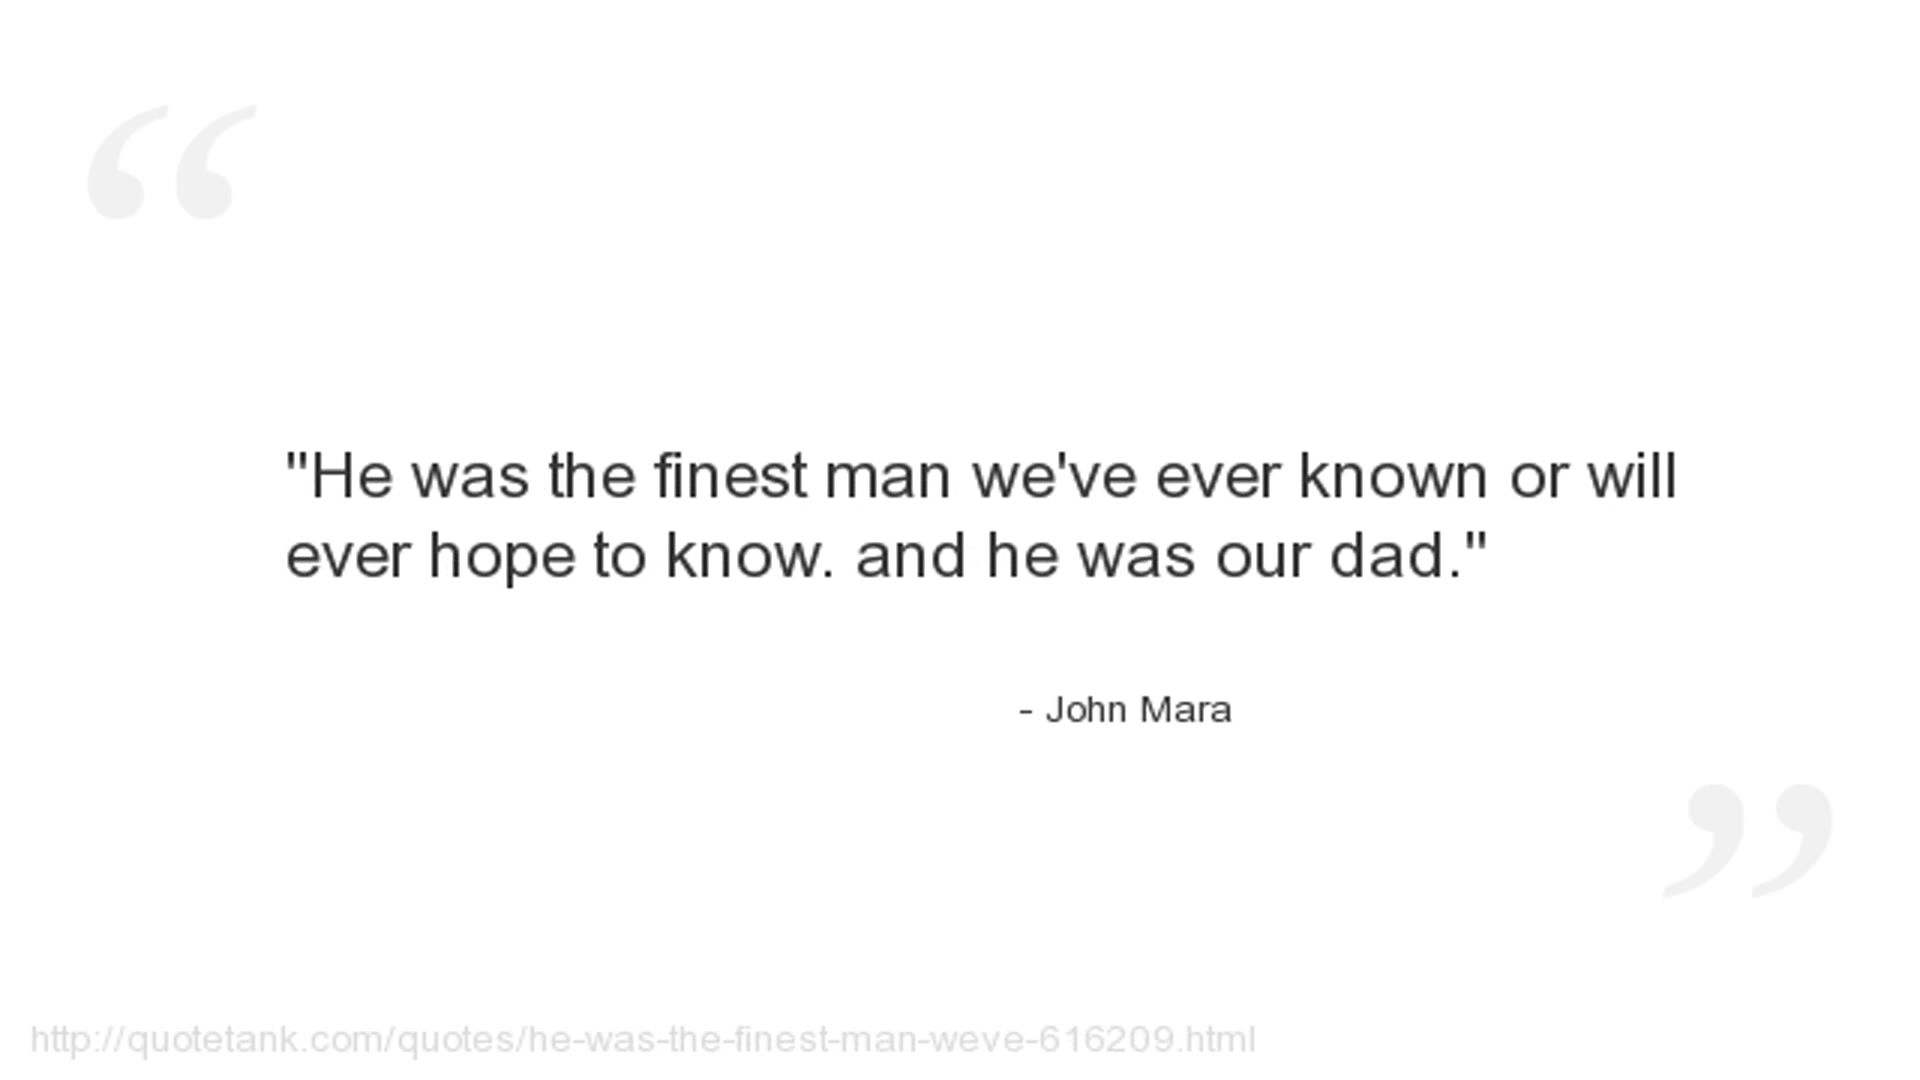 "He was the finest man we've ever known or will
ever hope to know. and he was our dad."
- John Mara
http://quotetank.com/quotes/he-was-the-finest-man-weve-616209.html